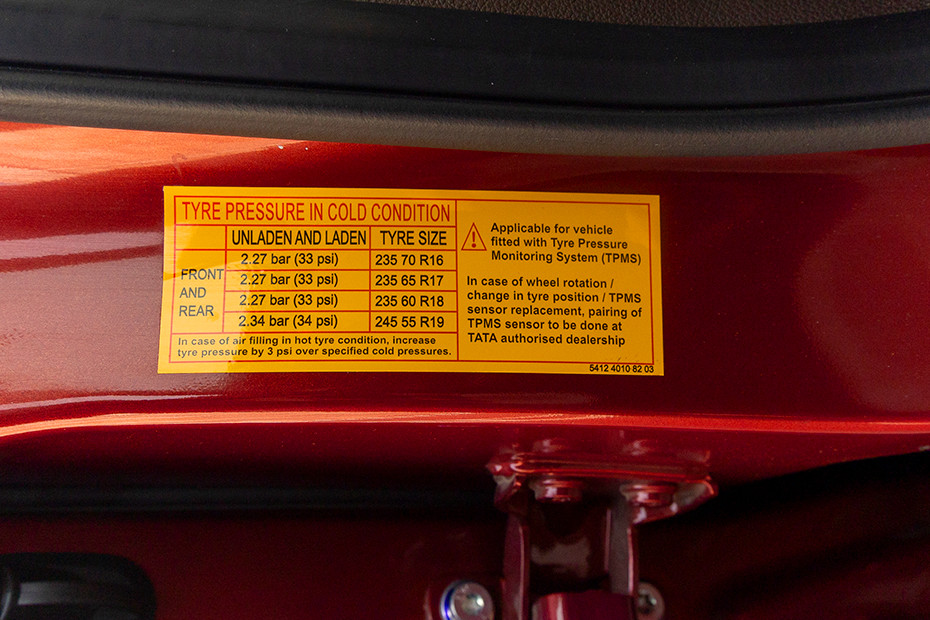 TYRE PRESSURE IN COLD CONDITION
UNLADEN AND LADEN TYRE SIZE
FRONT AND REAR
2.27 bar (33 psi) 235 70 R16
2.27 bar (33 psi) 235 65 R17
2.27 bar (33 psi) 235 60 R18
2.34 bar (34 psi) 245 55 R19
In case of air filling in hot tyre condition, increase
tyre pressure by 3 psi over specified cold pressures.
Applicable for vehicle
fitted with Tyre Pressure
Monitoring System (TPMS)
In case of wheel rotation /
change in tyre position / TPMS
sensor replacement, pairing of
TPMS sensor to be done at
TATA authorised dealership
5412 4010 82 03